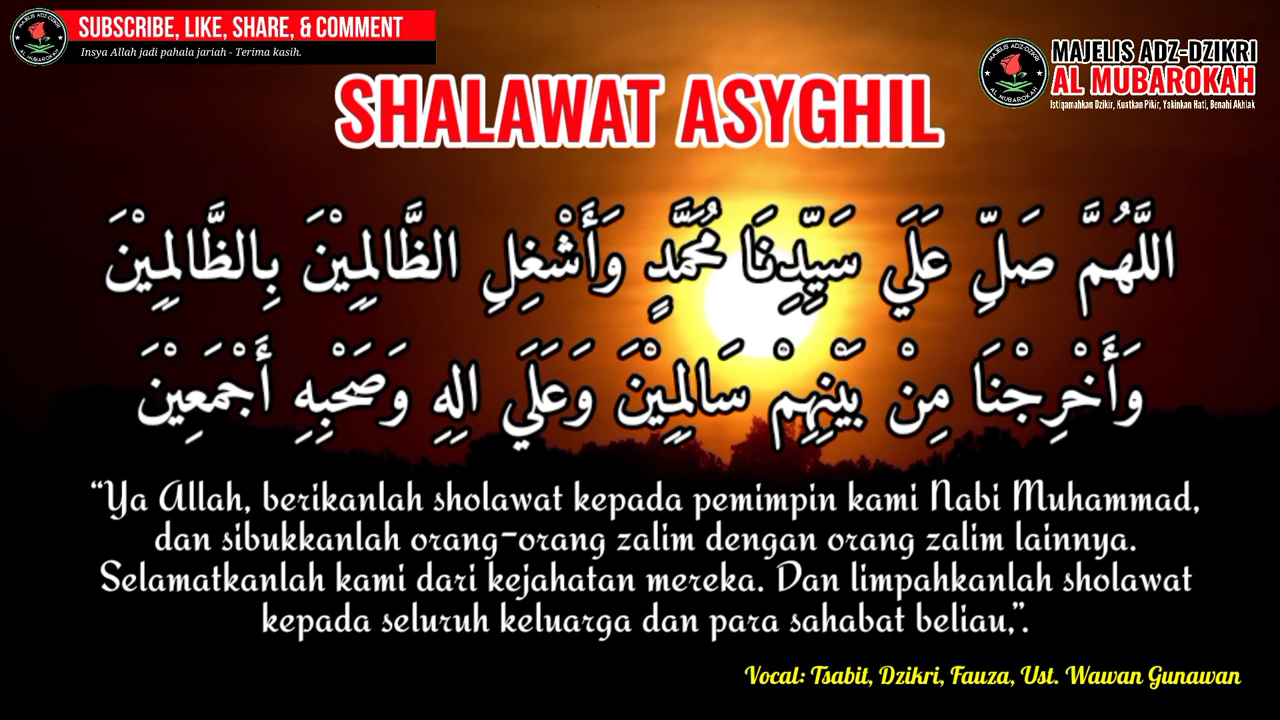 SUBSCRIBE, LIKE, SHARE, & COMMENT
Insya Allah jadi pahala jariah - Terima kasih.
MAJELIS ADZ-DZIKRI
AL MUBAROKAH
Istiqamahkan Dzikir, Kuatkan Pikir, Yakinkan Hati, Benahi Akhlak
SHALAWAT ASYGHIL
اللَّهُمَّ صَلِّ عَلَي سَيِّدِنَا مُحَمَّدٍ وَأَشْغِلِ الظَّالِمِيْنَ بِالظَّالِمِيْنَ
وَأَخْرِجْنَا مِنْ بَيْنِهِمْ سَالِمِيْنَ وَعَلَي الِهِ وَصَحْبِهِ أَجْمَعِيْنَ
“Ya Allah, berikanlah sholawat kepada pemimpin kami Nabi Muhammad,
dan sibukkanlah orang-orang zalim dengan orang zalim lainnya.
Selamatkanlah kami dari kejahatan mereka. Dan limpahkanlah sholawat
kepada seluruh keluarga dan para sahabat beliau,”.
Vocal: Tsabit, Dzikri, Fauza, Ust. Wawan Gunawan